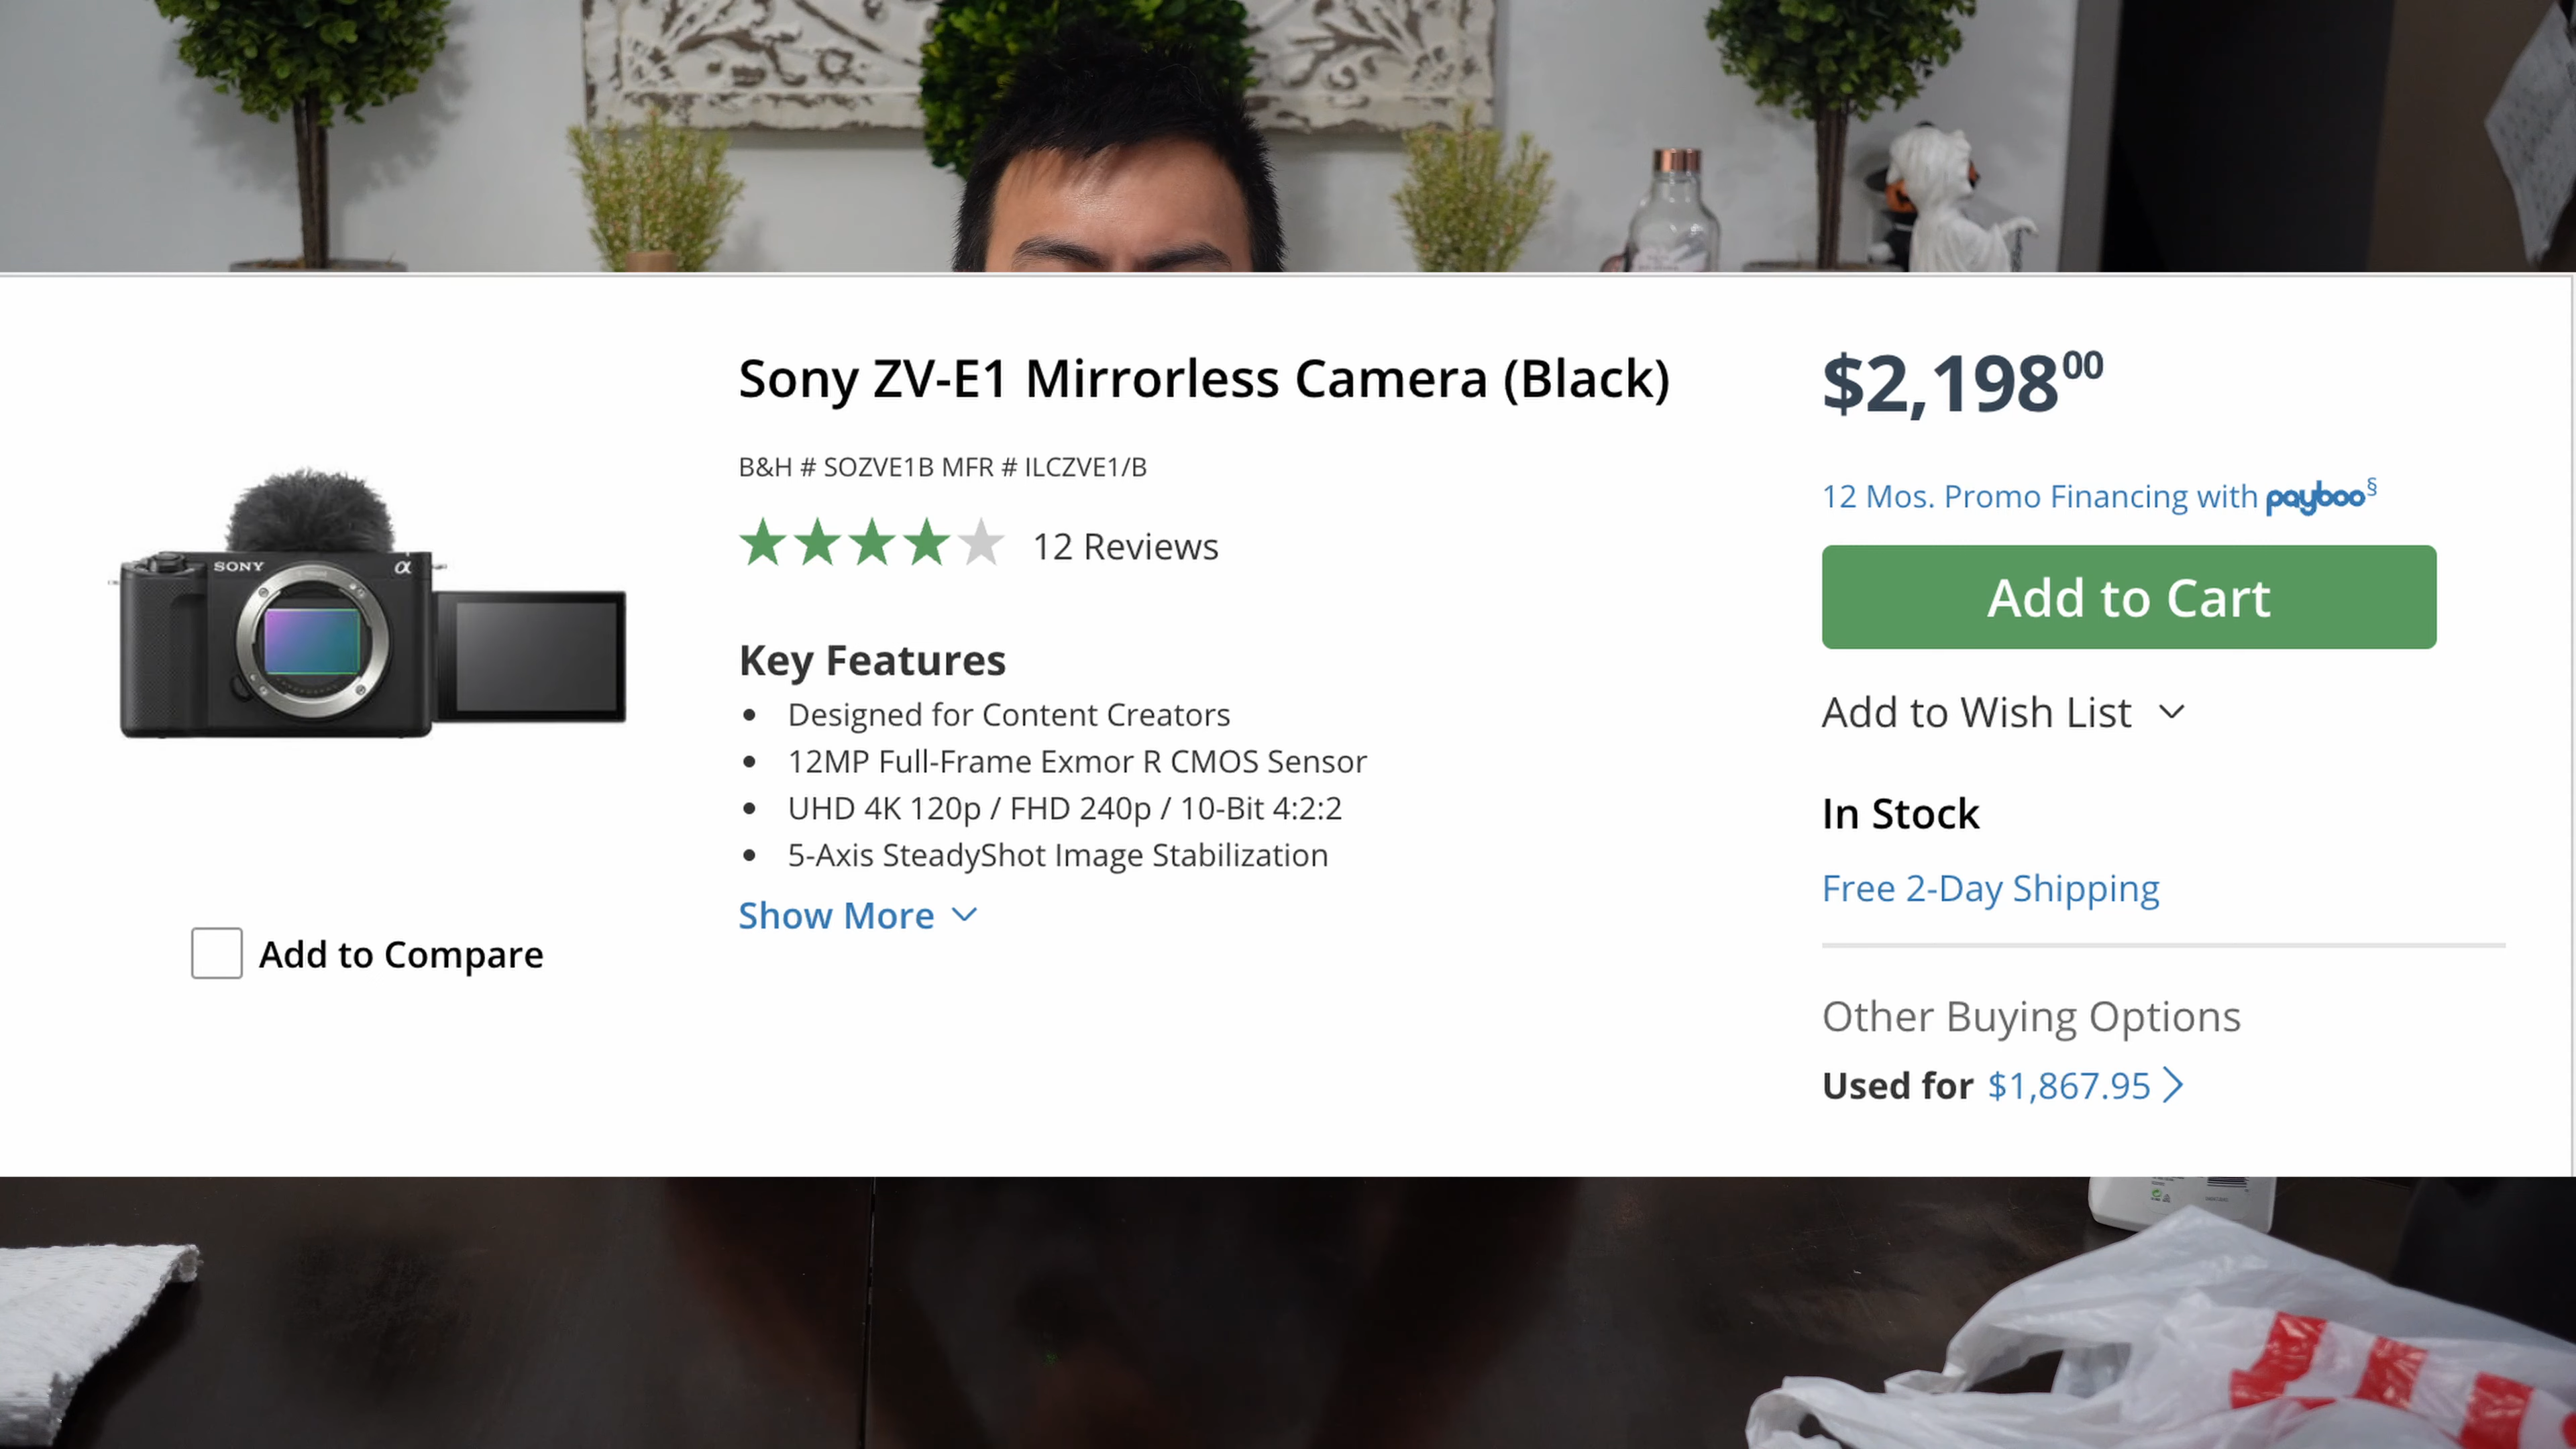 Sony ZV-E1 Mirrorless Camera (Black)
B&H # SOZVE1B MFR # ILCZVE1/B
12 Reviews
SONY α
Key Features
• Designed for Content Creators
• 12MP Full-Frame Exmor R CMOS Sensor
• UHD 4K 120p / FHD 240p / 10-Bit 4:2:2
• 5-Axis SteadyShot Image Stabilization
Show More
Add to Compare
$2,198.00
12 Mos. Promo Financing with payboo§
Add to Cart
Add to Wish List
In Stock
Free 2-Day Shipping
Other Buying Options
Used for $1,867.95